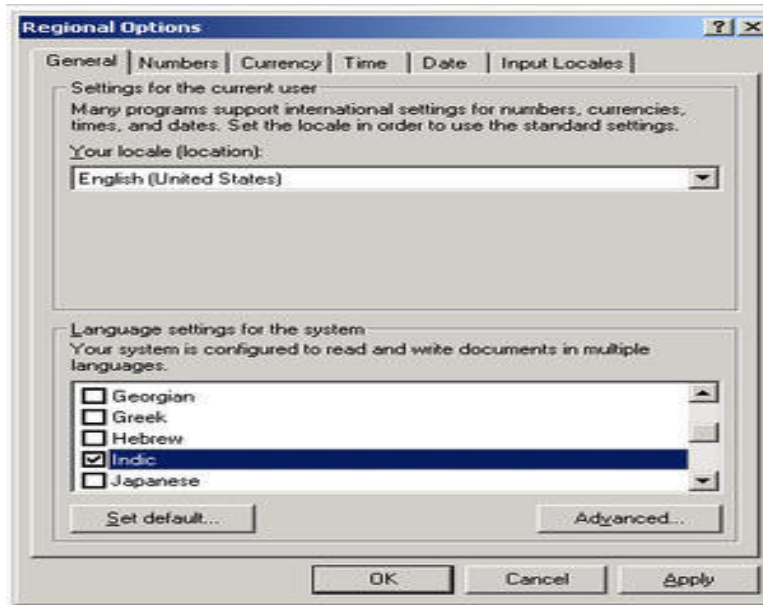 Regional Options
General Numbers Currency Time Date Input Locales
Settings for the current user
Many programs support international settings for numbers, currencies,
times, and dates. Set the locale in order to use the standard settings.
Your locale (location):
English (United States)
Language settings for the system
Your system is configured to read and write documents in multiple
languages.
Georgian
Greek
Hebrew
Indic
Japanese
Set default... Advanced...
OK Cancel Apply